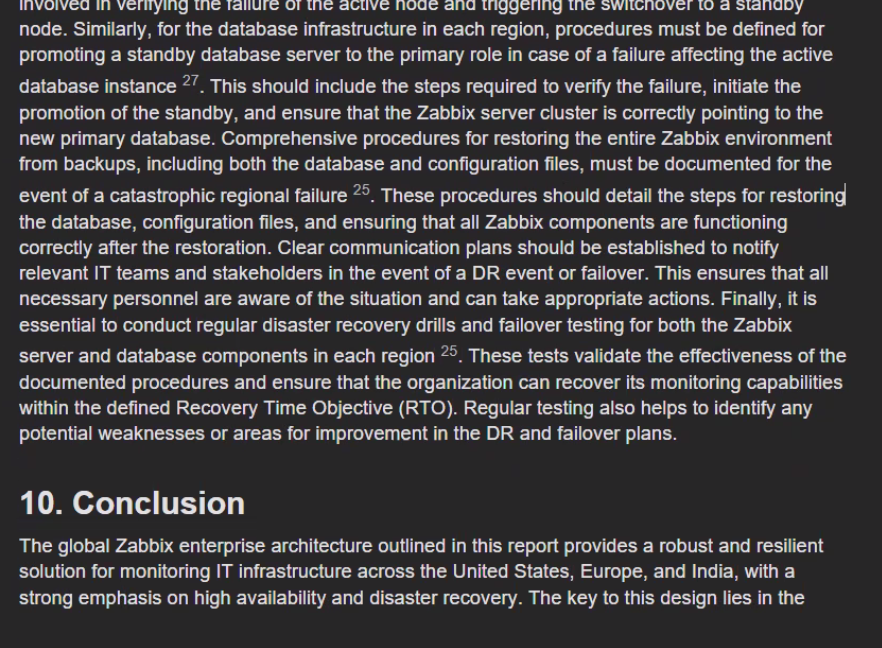 involved in verifying the failure of the active node and triggering the switchover to a standby
node. Similarly, for the database infrastructure in each region, procedures must be defined for
promoting a standby database server to the primary role in case of a failure affecting the active
database instance 27. This should include the steps required to verify the failure, initiate the
promotion of the standby, and ensure that the Zabbix server cluster is correctly pointing to the
new primary database. Comprehensive procedures for restoring the entire Zabbix environment
from backups, including both the database and configuration files, must be documented for the
event of a catastrophic regional failure 25. These procedures should detail the steps for restoring
the database, configuration files, and ensuring that all Zabbix components are functioning
correctly after the restoration. Clear communication plans should be established to notify
relevant IT teams and stakeholders in the event of a DR event or failover. This ensures that all
necessary personnel are aware of the situation and can take appropriate actions. Finally, it is
essential to conduct regular disaster recovery drills and failover testing for both the Zabbix
server and database components in each region 25. These tests validate the effectiveness of the
documented procedures and ensure that the organization can recover its monitoring capabilities
within the defined Recovery Time Objective (RTO). Regular testing also helps to identify any
potential weaknesses or areas for improvement in the DR and failover plans.
10. Conclusion
The global Zabbix enterprise architecture outlined in this report provides a robust and resilient
solution for monitoring IT infrastructure across the United States, Europe, and India, with a
strong emphasis on high availability and disaster recovery. The key to this design lies in the